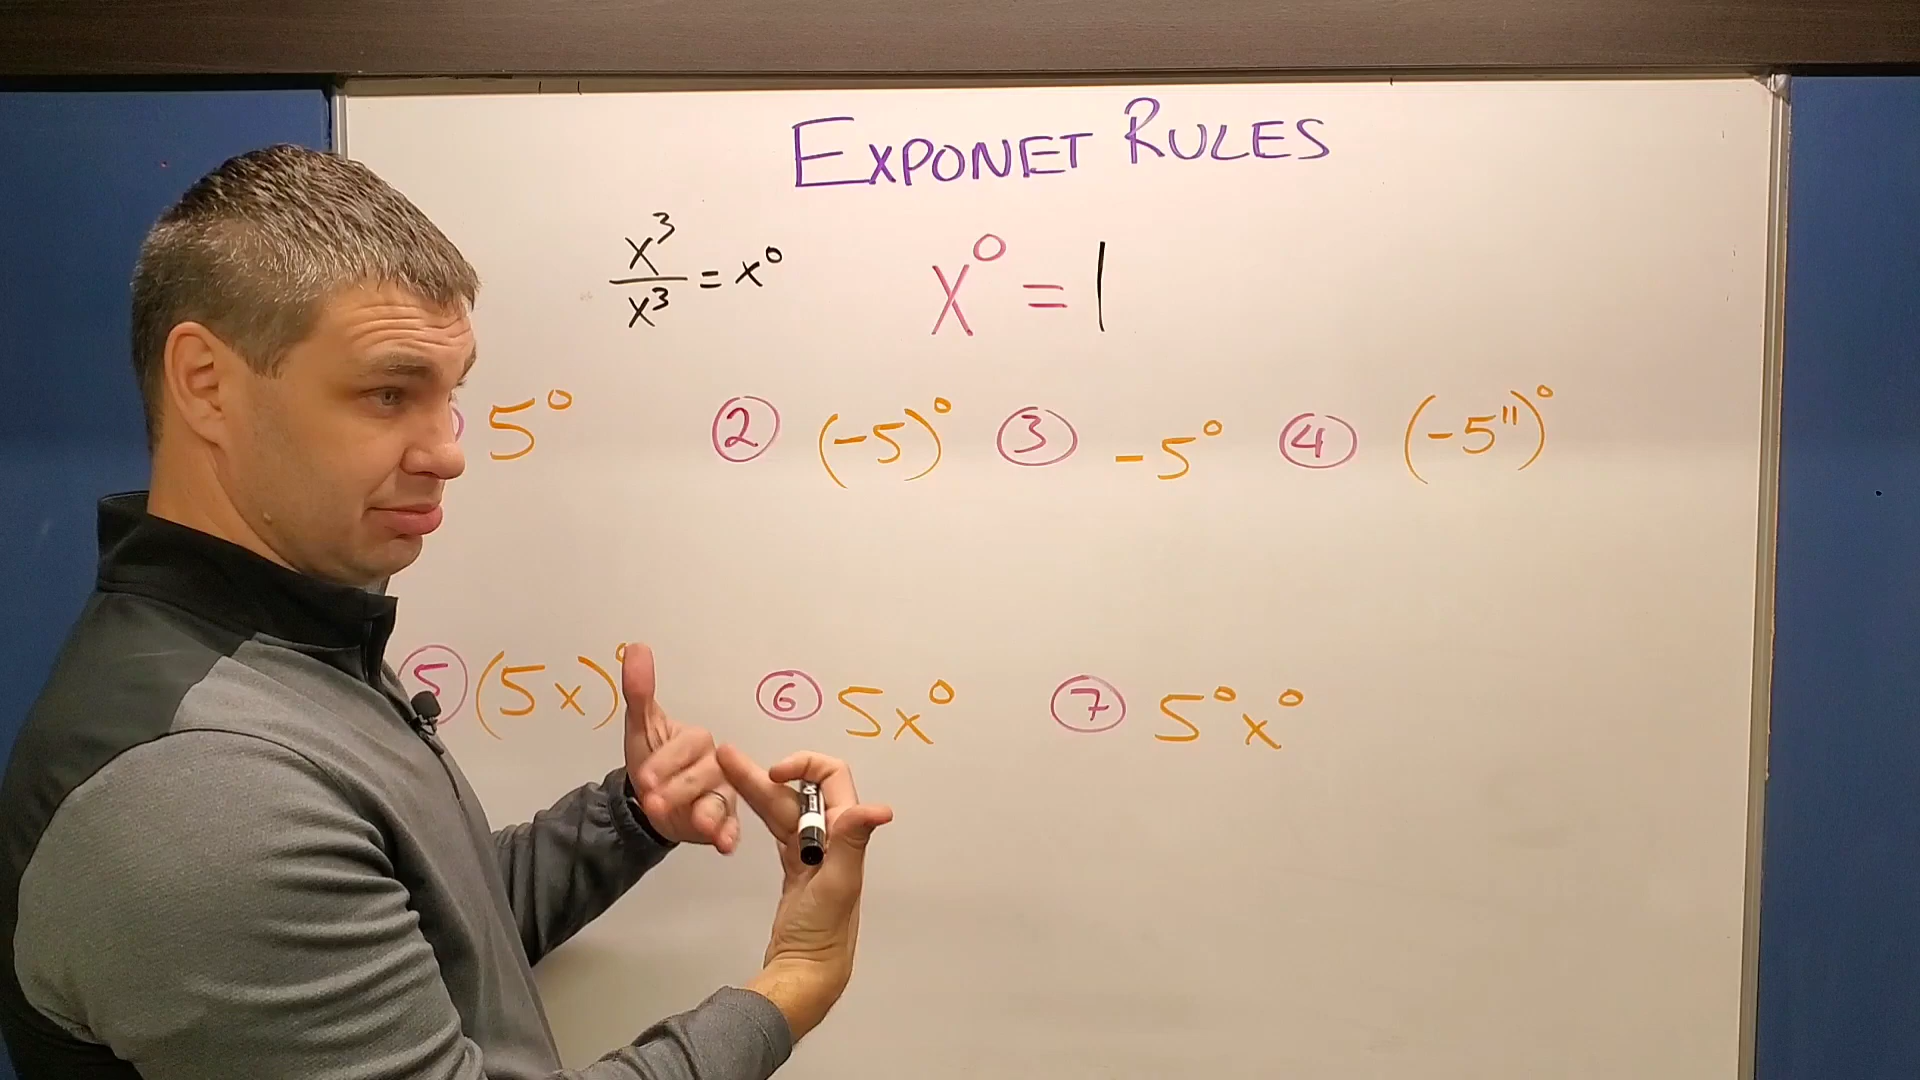 EXPONET RULES
x³/x³ = x⁰
x⁰ = 1
5⁰ ② (-5)⁰ ③ -5⁰ ④ (-5¹¹)⁰
⑤ (5x)⁰ ⑥ 5x⁰ ⑦ 5⁰x⁰